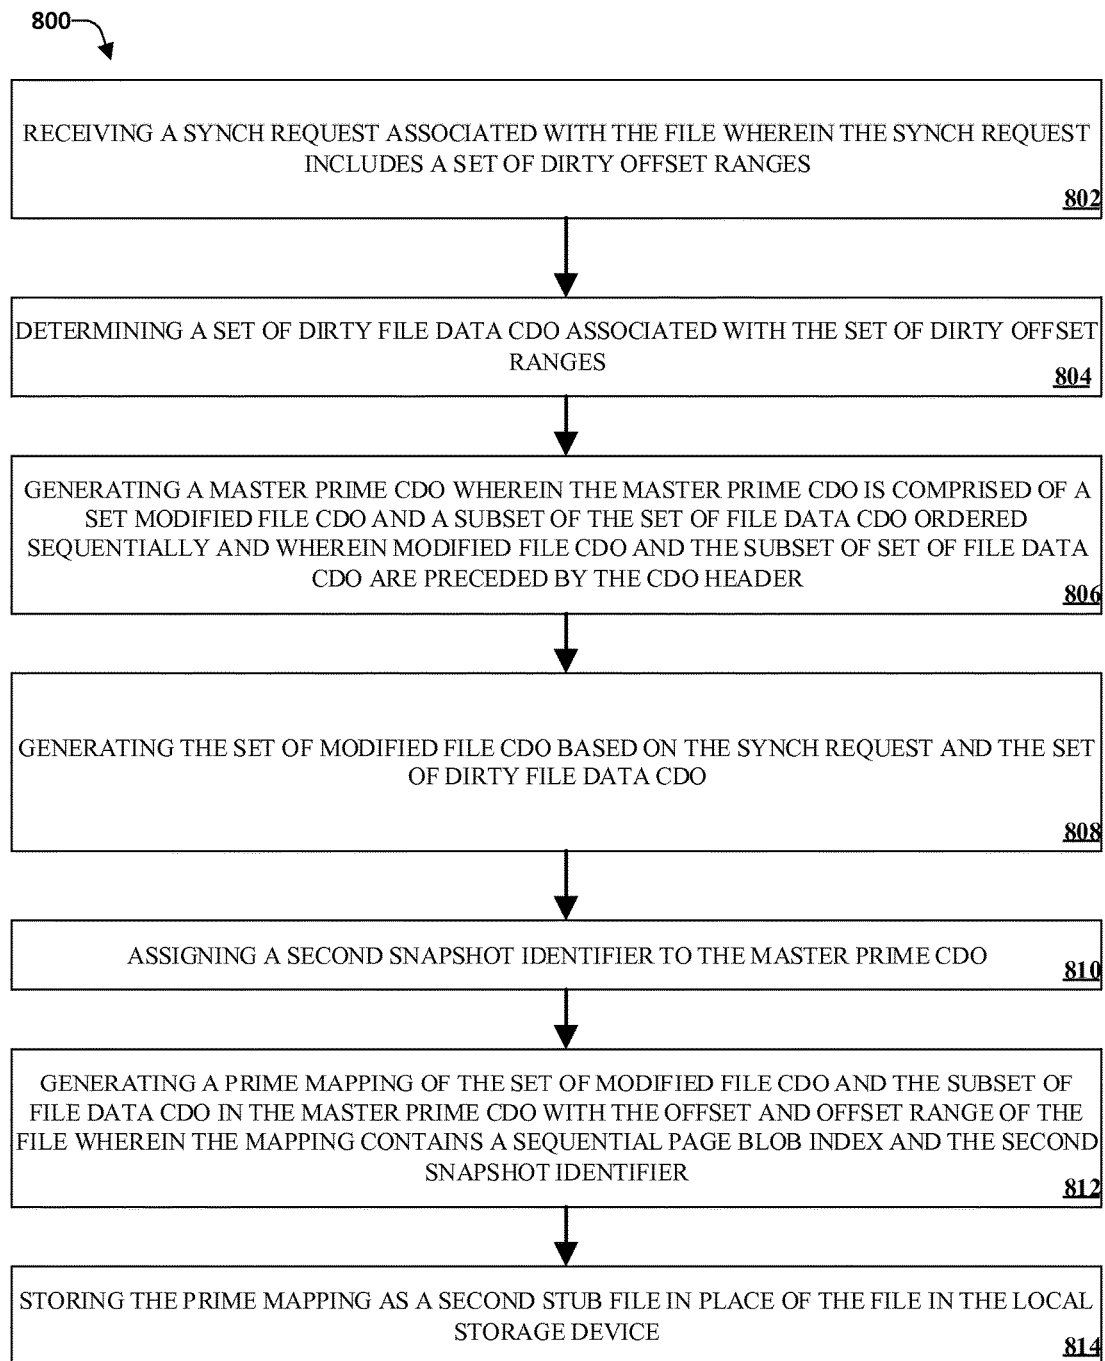 800
RECEIVING A SYNCH REQUEST ASSOCIATED WITH THE FILE WHEREIN THE SYNCH REQUEST
INCLUDES A SET OF DIRTY OFFSET RANGES
802
DETERMINING A SET OF DIRTY FILE DATA CDO ASSOCIATED WITH THE SET OF DIRTY OFFSET
RANGES
804
GENERATING A MASTER PRIME CDO WHEREIN THE MASTER PRIME CDO IS COMPRISED OF A
SET MODIFIED FILE CDO AND A SUBSET OF THE SET OF FILE DATA CDO ORDERED
SEQUENTIALLY AND WHEREIN MODIFIED FILE CDO AND THE SUBSET OF SET OF FILE DATA
CDO ARE PRECEDED BY THE CDO HEADER
806
GENERATING THE SET OF MODIFIED FILE CDO BASED ON THE SYNCH REQUEST AND THE SET
OF DIRTY FILE DATA CDO
808
ASSIGNING A SECOND SNAPSHOT IDENTIFIER TO THE MASTER PRIME CDO
810
GENERATING A PRIME MAPPING OF THE SET OF MODIFIED FILE CDO AND THE SUBSET OF
FILE DATA CDO IN THE MASTER PRIME CDO WITH THE OFFSET AND OFFSET RANGE OF THE
FILE WHEREIN THE MAPPING CONTAINS A SEQUENTIAL PAGE BLOB INDEX AND THE SECOND
SNAPSHOT IDENTIFIER
812
STORING THE PRIME MAPPING AS A SECOND STUB FILE IN PLACE OF THE FILE IN THE LOCAL
STORAGE DEVICE
814